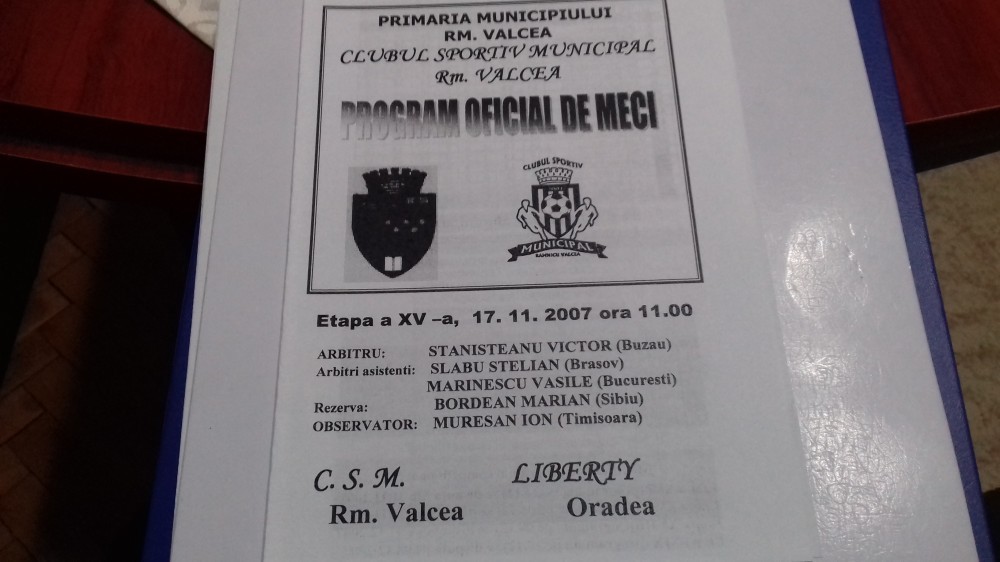 PRIMARIA MUNICIPIULUI
RM. VALCEA
CLUBUL SPORTIV MUNICIPAL
Rm. VALCEA
PROGRAM OFICIAL DE MECI
CLUBUL SPORTIV
MUNICIPAL
RAMNICU VALCEA
Etapa a XV –a, 17. 11. 2007 ora 11.00
ARBITRU: STANISTEANU VICTOR (Buzau)
Arbitri asistenti: SLABU STELIAN (Brasov)
MARINESCU VASILE (Bucuresti)
Rezerva: BORDEAN MARIAN (Sibiu)
OBSERVATOR: MURESAN ION (Timisoara)
C. S. M. LIBERTY
Rm. Valcea Oradea